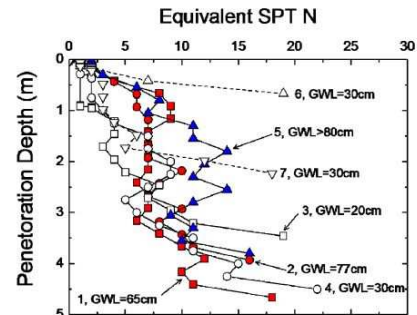 Equivalent SPT N
0 5 10 15 20 25 30
Penetoration Depth (m)
0
1
2
3
4
5
6, GWL=30cm
5, GWL>80cm
7, GWL=30cm
3, GWL=20cm
2, GWL=77cm
4, GWL=30cm
1, GWL=65cm